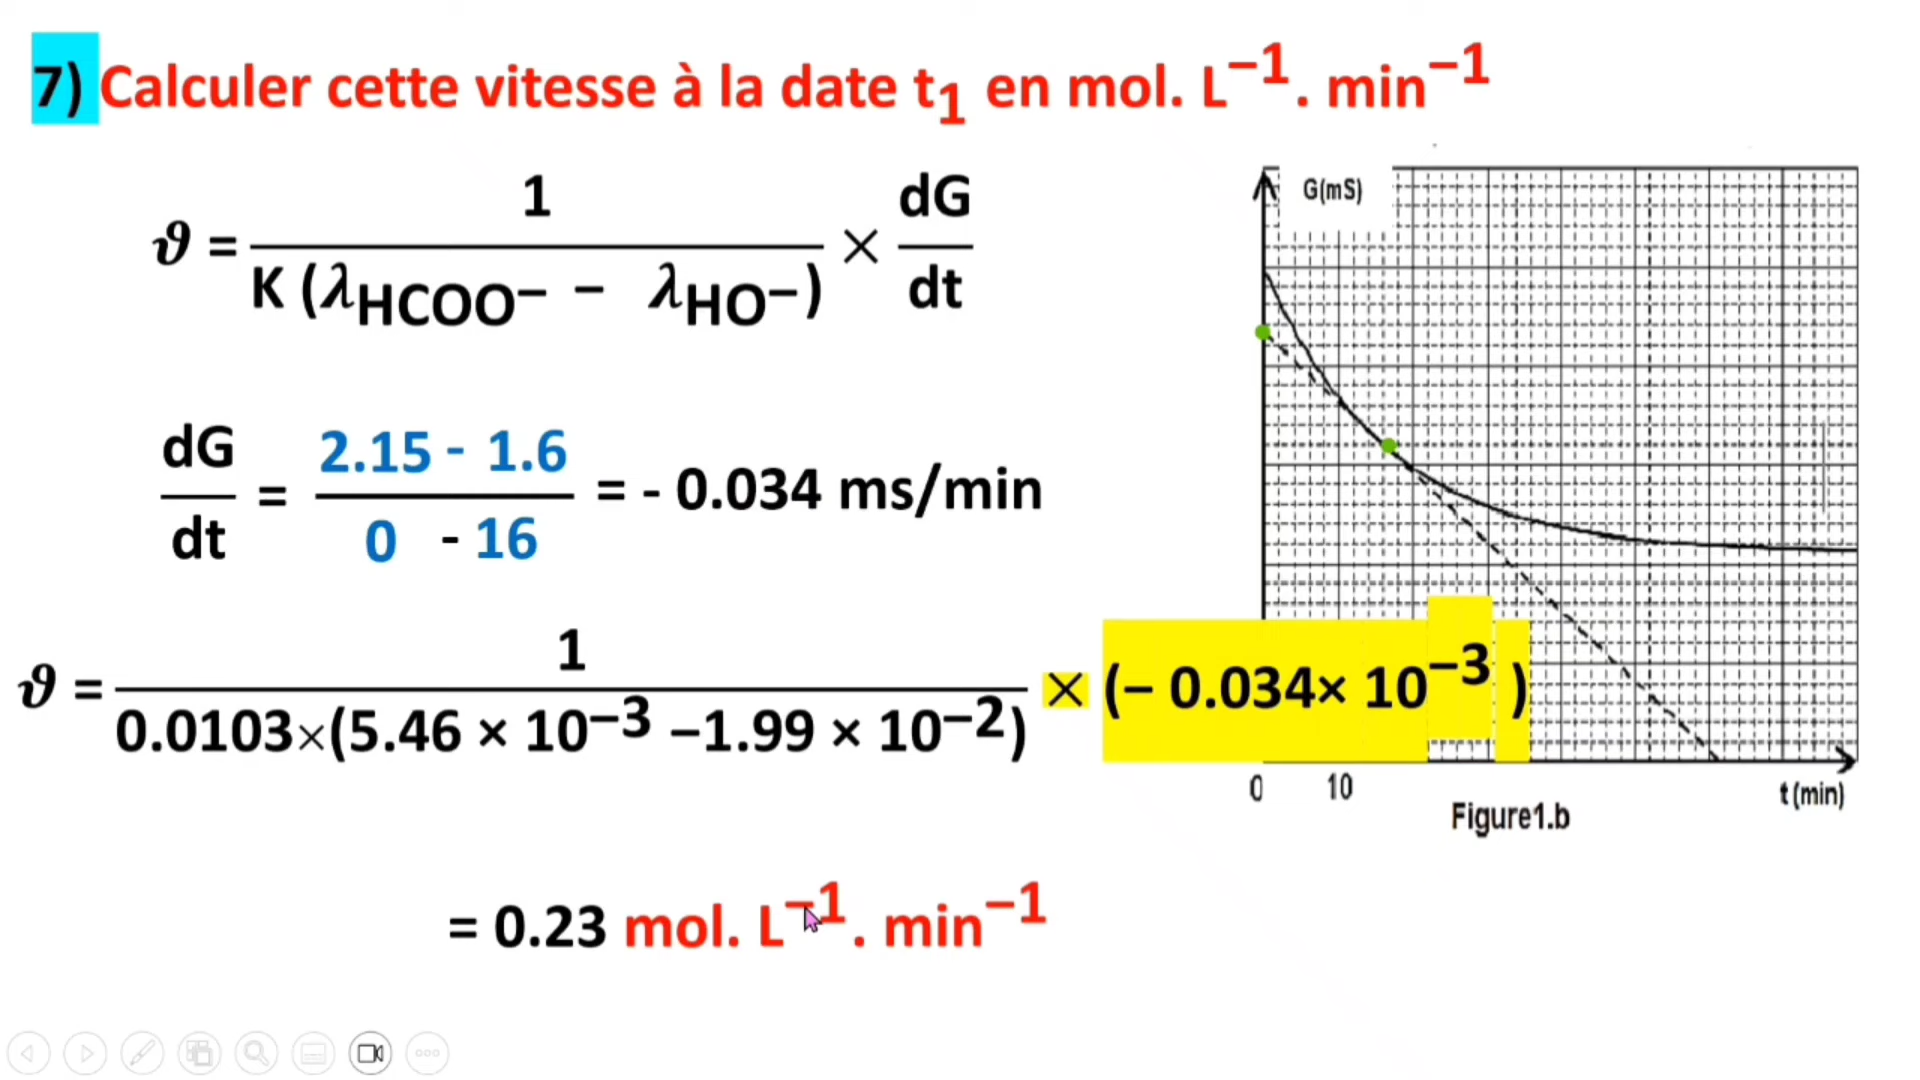 7) Calculer cette vitesse à la date t₁ en mol. L⁻¹. min⁻¹
G(mS)
1
dG
ϑ =
×
K (λHCOO⁻ − λHO⁻)
dt
dG
2.15 - 1.6
=
= - 0.034 ms/min
dt
0 - 16
1
ϑ =
× (− 0.034× 10⁻³ )
0.0103×(5.46 × 10⁻³ −1.99 × 10⁻²)
0
10
t (min)
Figure1.b
= 0.23 mol. L⁻¹. min⁻¹